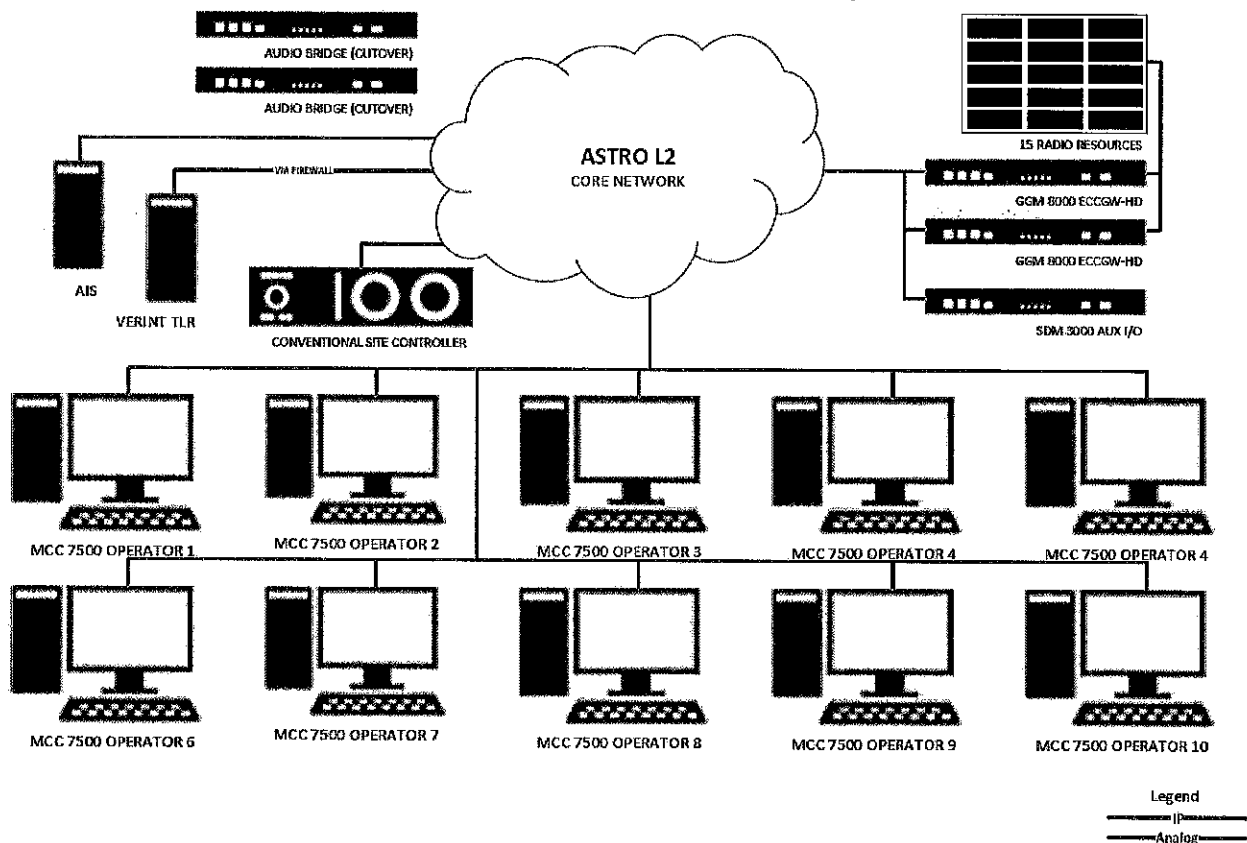 AUDIO BRIDGE (CUTOVER)
AUDIO BRIDGE (CUTOVER)
ASTRO L2
CORE NETWORK
15 RADIO RESOURCES
VIA FIREWALL
GGM 8000 ECCGW-HD
GGM 8000 ECCGW-HD
AIS
VERINT TLR
CONVENTIONAL SITE CONTROLLER
SDM 3000 AUX I/O
MCC 7500 OPERATOR 1
MCC 7500 OPERATOR 2
MCC 7500 OPERATOR 3
MCC 7500 OPERATOR 4
MCC 7500 OPERATOR 4
MCC 7500 OPERATOR 6
MCC 7500 OPERATOR 7
MCC 7500 OPERATOR 8
MCC 7500 OPERATOR 9
MCC 7500 OPERATOR 10
Legend
IP
Analog